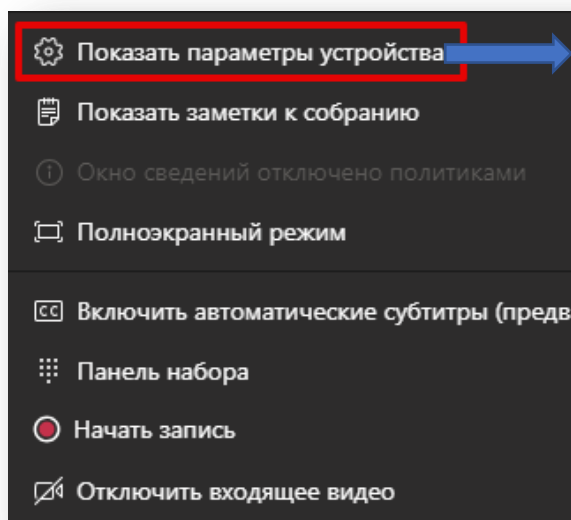 Показать параметры устройства
Показать заметки к собранию
Окно сведений отключено политиками
Полноэкранный режим
CC Включить автоматические субтитры (предв
Панель набора
Начать запись
Отключить входящее видео